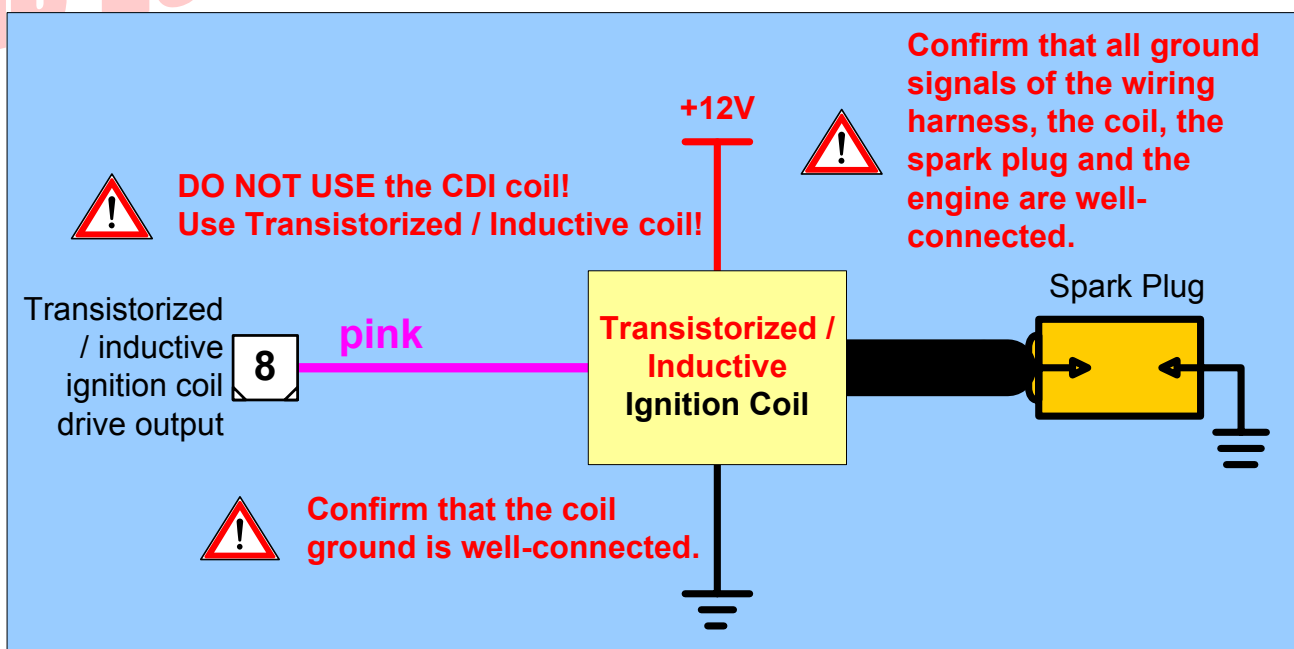 +12V
Confirm that all ground
signals of the wiring
harness, the coil, the
spark plug and the
engine are well-
connected.
DO NOT USE the CDI coil!
Use Transistorized / Inductive coil!
Transistorized
/ inductive
ignition coil
drive output
8
pink
Transistorized /
Inductive
Ignition Coil
Spark Plug
Confirm that the coil
ground is well-connected.